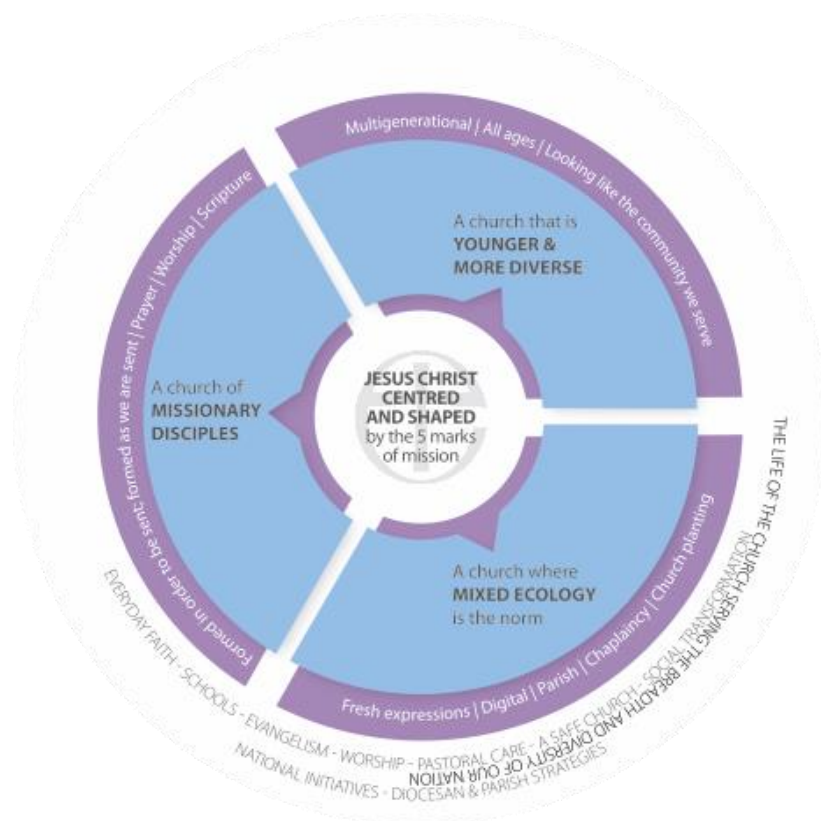 Multigenerational | All ages | Looking like the community we serve
A church that is
YOUNGER &
MORE DIVERSE
Formed in order to be sent; formed as we are sent | Prayer | Worship | Scripture
A church of
MISSIONARY
DISCIPLES
JESUS CHRIST
CENTRED
AND SHAPED
by the 5 marks
of mission
A church where
MIXED ECOLOGY
is the norm
Fresh expressions | Digital | Parish | Chaplaincy | Church planting
THE LIFE OF THE CHURCH SERVING THE BREADTH AND DIVERSITY OF OUR NATION
EVERYDAY FAITH - SCHOOLS - EVANGELISM - WORSHIP - PASTORAL CARE - A SAFE CHURCH - SOCIAL TRANSFORMATION
NATIONAL INITIATIVES - DIOCESAN & PARISH STRATEGIES